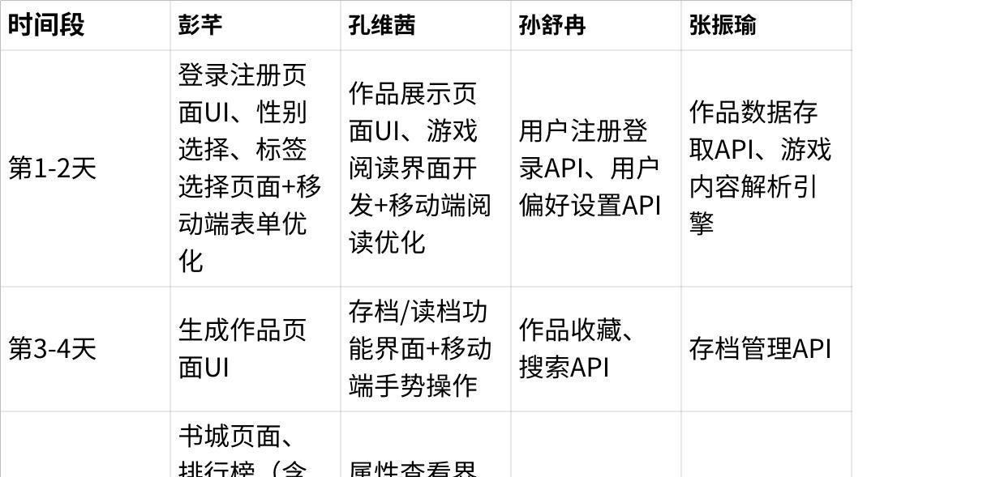 时间段
彭芊
孔维茜
孙舒冉
张振瑜
第1-2天
登录注册页
面UI、性别
选择、标签
选择页面+移
动端表单优
化
作品展示页
面UI、游戏
阅读界面开
发+移动端阅
读优化
用户注册登
录API、用户
偏好设置API
作品数据存
取API、游戏
内容解析引
擎
第3-4天
生成作品页
面UI
存档/读档功
能界面+移动
端手势操作
作品收藏、
搜索API
存档管理API
书城页面、
排行榜（含
属性查看界